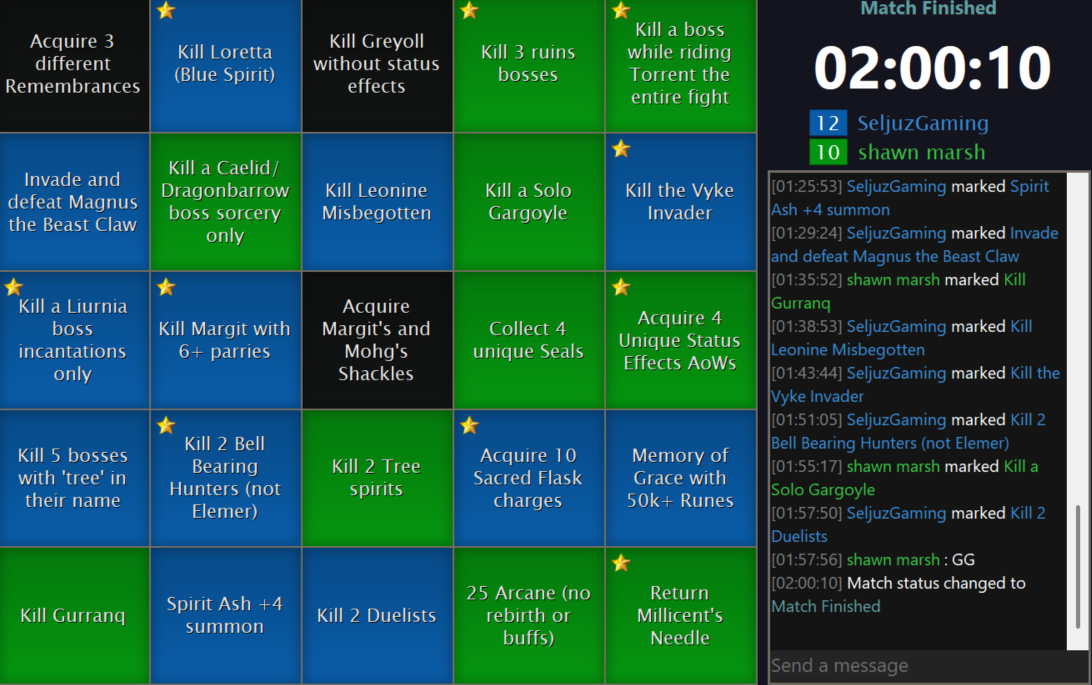 Acquire 3
different
Remembrances
Kill Loretta
(Blue Spirit)
Kill Greyoll
without status
effects
Kill 3 ruins
bosses
Kill a boss
while riding
Torrent the
entire fight
Invade and
defeat Magnus
the Beast Claw
Kill a Caelid/
Dragonbarrow
boss sorcery
only
Kill Leonine
Misbegotten
Kill a Solo
Gargoyle
Kill the Vyke
Invader
Kill a Liurnia
boss
incantations
only
Kill Margit with
6+ parries
Acquire
Margit's and
Mohg's
Shackles
Collect 4
unique Seals
Acquire 4
Unique Status
Effects AoWs
Kill 5 bosses
with 'tree' in
their name
Kill 2 Bell
Bearing
Hunters (not
Elemer)
Kill 2 Tree
spirits
Acquire 10
Sacred Flask
charges
Memory of
Grace with
50k+ Runes
Kill Gurranq
Spirit Ash +4
summon
Kill 2 Duelists
25 Arcane (no
rebirth or
buffs)
Return
Millicent's
Needle
Match Finished
02:00:10
12 SeljuzGaming
10 shawn marsh
[01:25:53] SeljuzGaming marked Spirit
Ash +4 summon
[01:29:24] SeljuzGaming marked Invade
and defeat Magnus the Beast Claw
[01:35:52] shawn marsh marked Kill
Gurranq
[01:38:53] SeljuzGaming marked Kill
Leonine Misbegotten
[01:43:44] SeljuzGaming marked Kill the
Vyke Invader
[01:51:05] SeljuzGaming marked Kill 2
Bell Bearing Hunters (not Elemer)
[01:55:17] shawn marsh marked Kill a
Solo Gargoyle
[01:57:50] SeljuzGaming marked Kill 2
Duelists
[01:57:56] shawn marsh : GG
[02:00:10] Match status changed to
Match Finished
Send a message